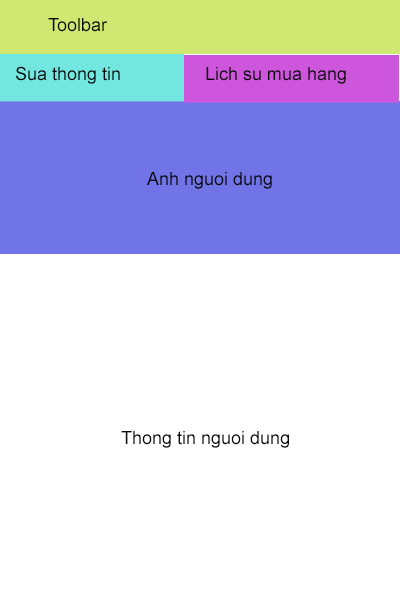 Toolbar
Sua thong tin
Lich su mua hang
Anh nguoi dung
Thong tin nguoi dung